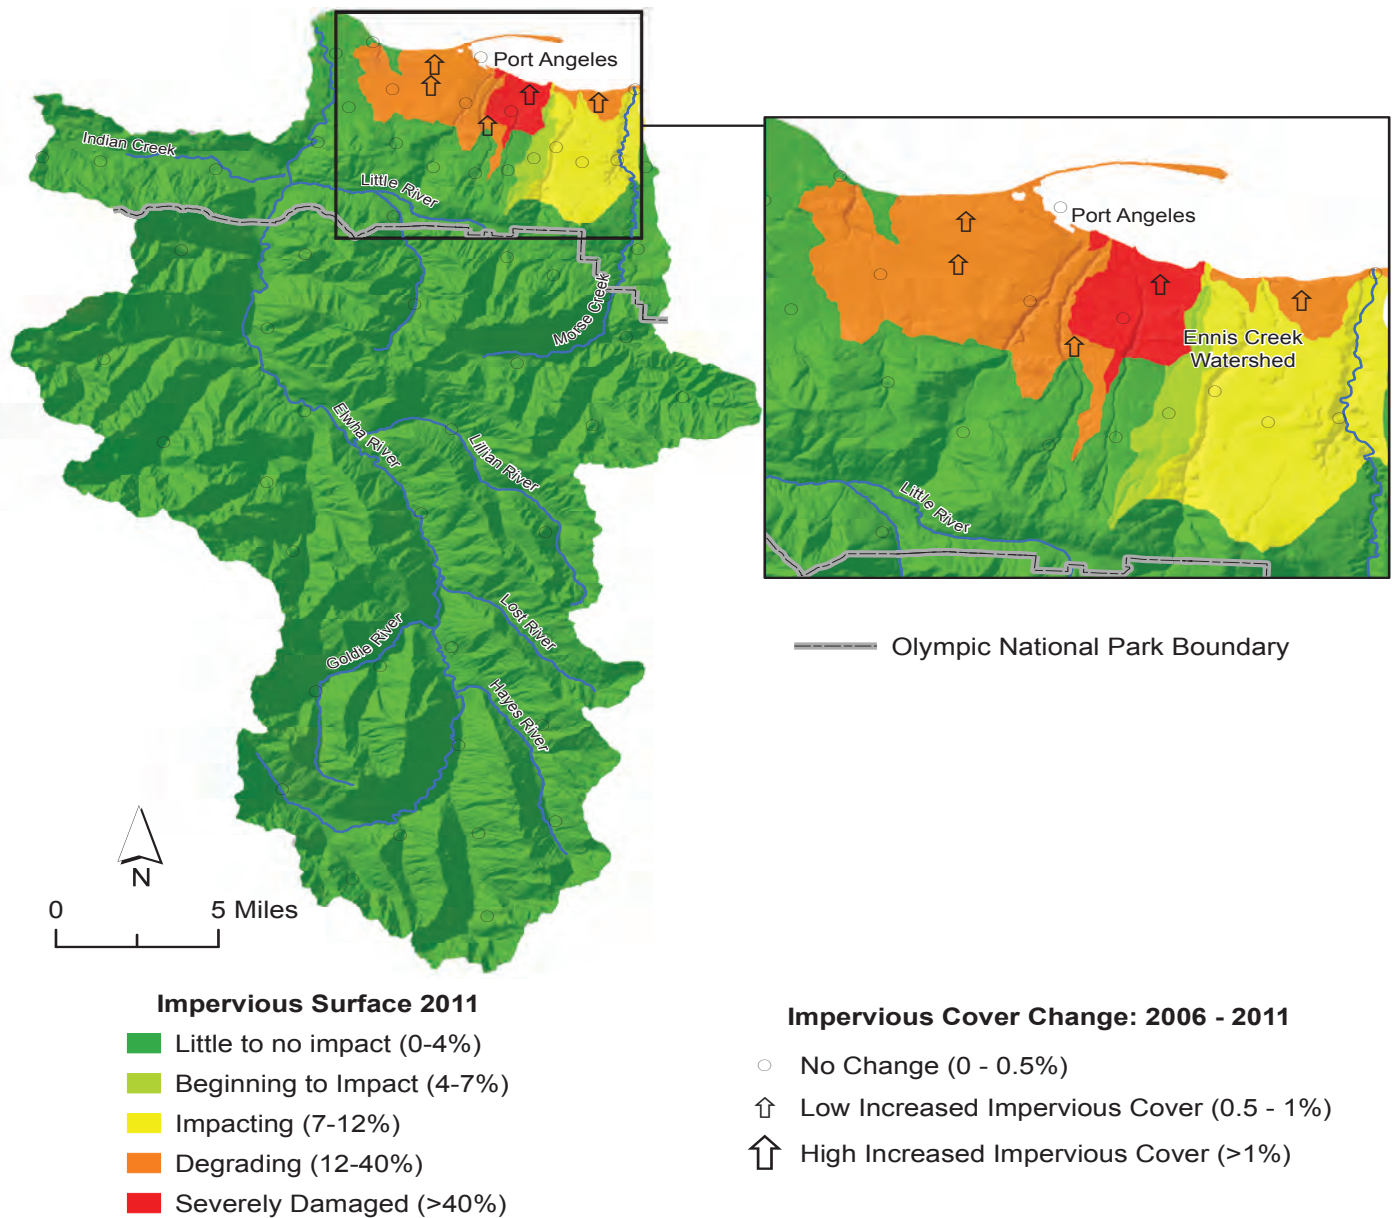 Port Angeles
Indian Creek
Little River
Morse Creek
Elwha River
Lillian River
Lost River
Goldie River
Hayes River
Port Angeles
Ennis Creek
Watershed
Little River
Olympic National Park Boundary
N
0 5 Miles
Impervious Surface 2011
Little to no impact (0-4%)
Beginning to Impact (4-7%)
Impacting (7-12%)
Degrading (12-40%)
Severely Damaged (>40%)
Impervious Cover Change: 2006 - 2011
No Change (0 - 0.5%)
Low Increased Impervious Cover (0.5 - 1%)
High Increased Impervious Cover (>1%)